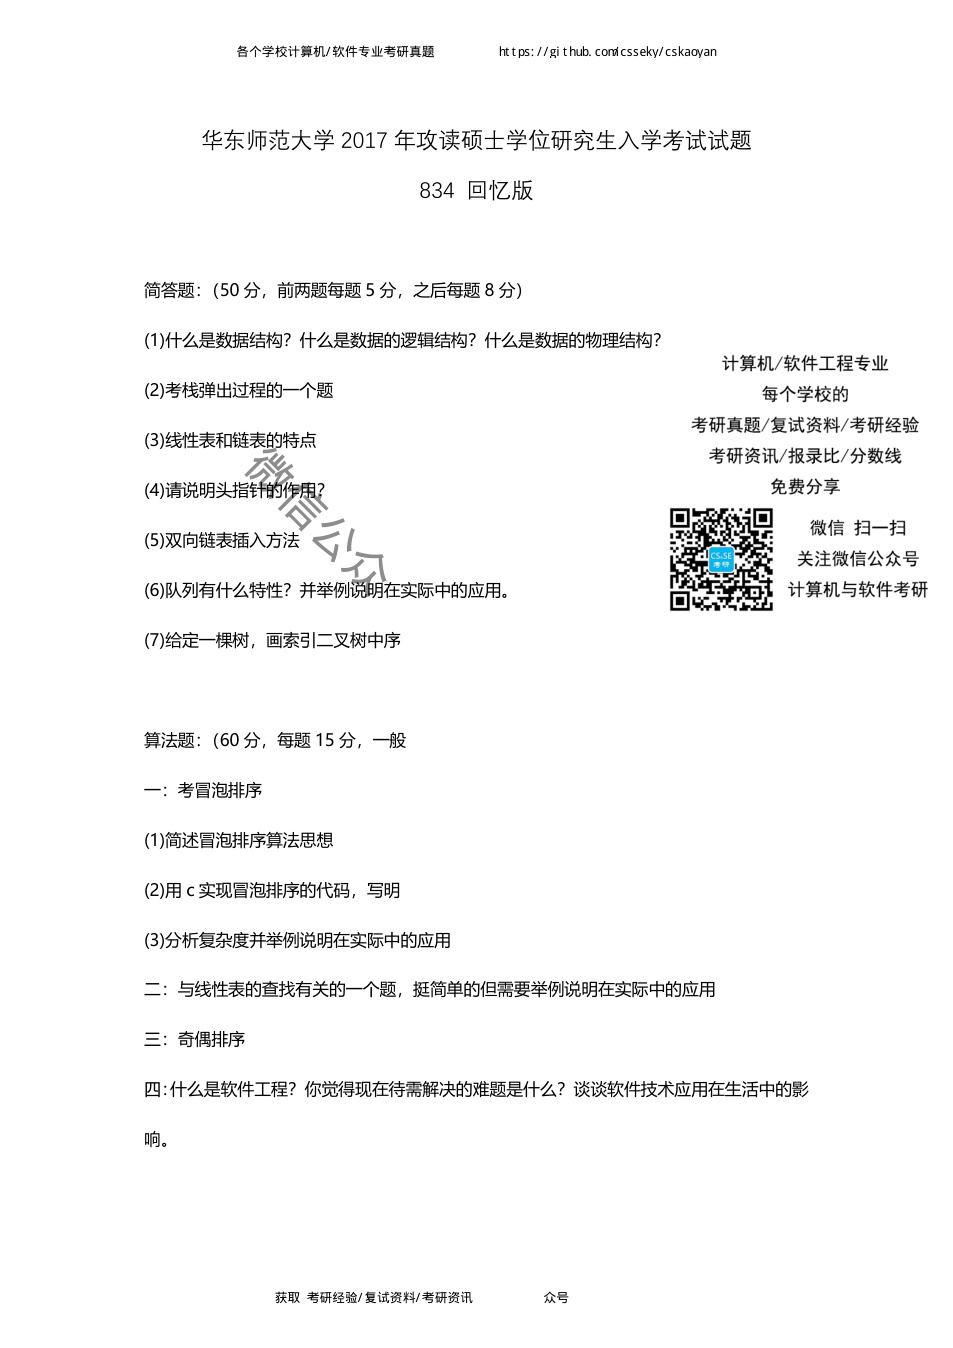 各个学校计算机/软件专业考研真题 https://github.com/csseky/cskaoyan
华东师范大学 2017 年攻读硕士学位研究生入学考试试题
834 回忆版
简答题：（50 分，前两题每题 5 分，之后每题 8 分）
(1)什么是数据结构？什么是数据的逻辑结构？什么是数据的物理结构？
(2)考栈弹出过程的一个题
(3)线性表和链表的特点
(4)请说明头指针的作用？
(5)双向链表插入方法
(6)队列有什么特性？并举例说明在实际中的应用。
(7)给定一棵树，画索引二叉树中序
微信公众
计算机/软件工程专业
每个学校的
考研真题/复试资料/考研经验
考研资讯/报录比/分数线
免费分享
CS.SE
考研
微信 扫一扫
关注微信公众号
计算机与软件考研
算法题：（60 分，每题 15 分，一般
一：考冒泡排序
(1)简述冒泡排序算法思想
(2)用 c 实现冒泡排序的代码，写明
(3)分析复杂度并举例说明在实际中的应用
二：与线性表的查找有关的一个题，挺简单的但需要举例说明在实际中的应用
三：奇偶排序
四：什么是软件工程？你觉得现在待需解决的难题是什么？谈谈软件技术应用在生活中的影
响。
获取 考研经验/复试资料/考研资讯 众号